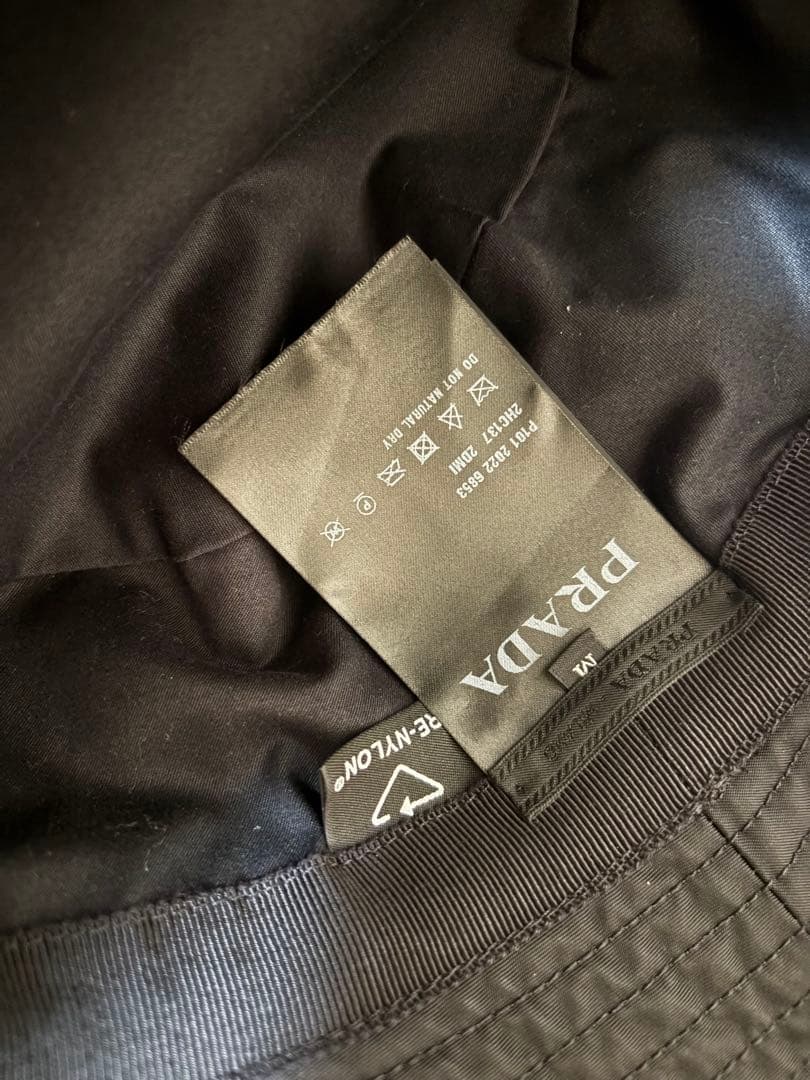 PRADA
P101 2022 6853
2HC137 2DMI
DO NOT NATURAL DRY
P
M
PRADA
RE-NYLON®